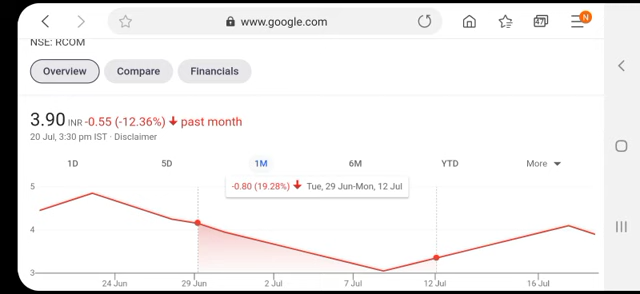 www.google.com
47
N
NSE: RCOM
Overview Compare Financials
3.90 INR -0.55 (-12.36%) past month
20 Jul, 3:30 pm IST · Disclaimer
1D 5D 1M 6M YTD More
-0.80 (19.28%) Tue, 29 Jun-Mon, 12 Jul
5
4
3
24 Jun 29 Jun 2 Jul 7 Jul 12 Jul 16 Jul